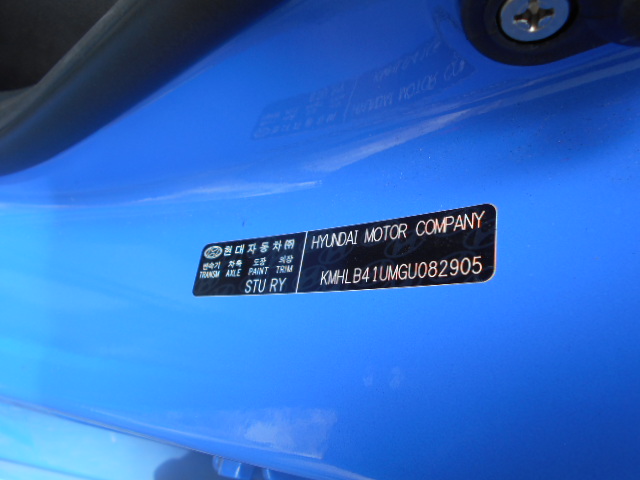 현대자동차㈜
변속기 차축 도장 의장
TRANSM AXLE PAINT TRIM
STU RY
HYUNDAI MOTOR COMPANY
KMHLB41UMGU082905